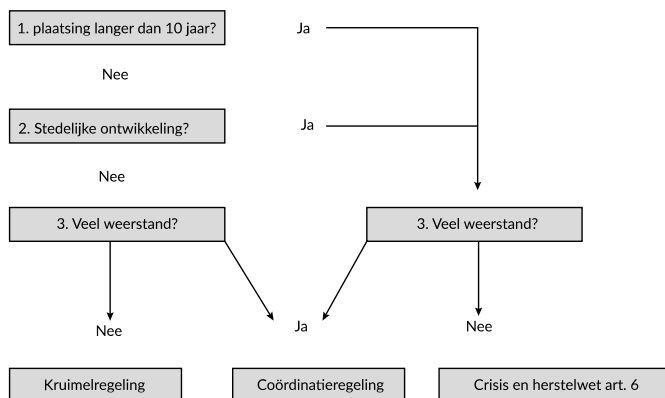 1. plaatsing langer dan 10 jaar?
Ja
Nee
2. Stedelijke ontwikkeling?
Ja
Nee
3. Veel weerstand?
3. Veel weerstand?
Nee
Ja
Nee
Kruimelregeling
Coördinatieregeling
Crisis en herstelwet art. 6